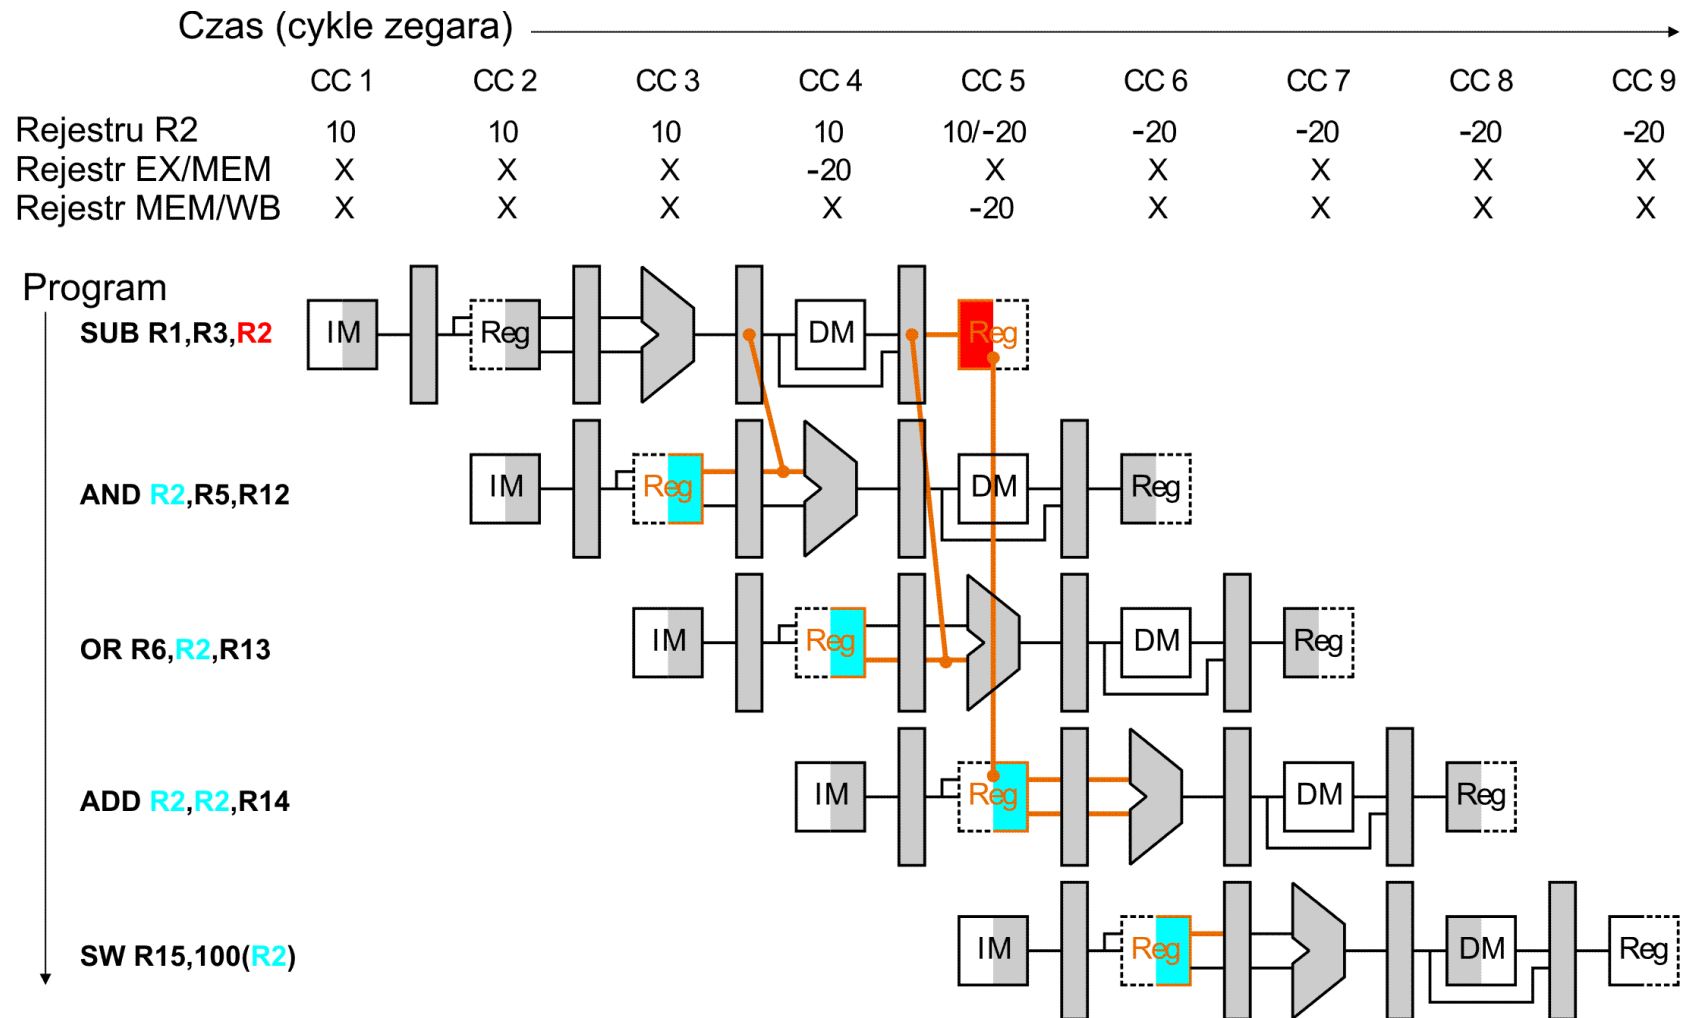 Czas (cykle zegara)
CC 1 CC 2 CC 3 CC 4 CC 5 CC 6 CC 7 CC 8 CC 9
Rejestru R2 10 10 10 10 10/-20 -20 -20 -20 -20
Rejestr EX/MEM X X X -20 X X X X X
Rejestr MEM/WB X X X X -20 X X X X
Program
SUB R1,R3,R2 IM Reg DM Reg
AND R2,R5,R12 IM Reg DM Reg
OR R6,R2,R13 IM Reg DM Reg
ADD R2,R2,R14 IM Reg DM Reg
SW R15,100(R2) IM Reg DM Reg